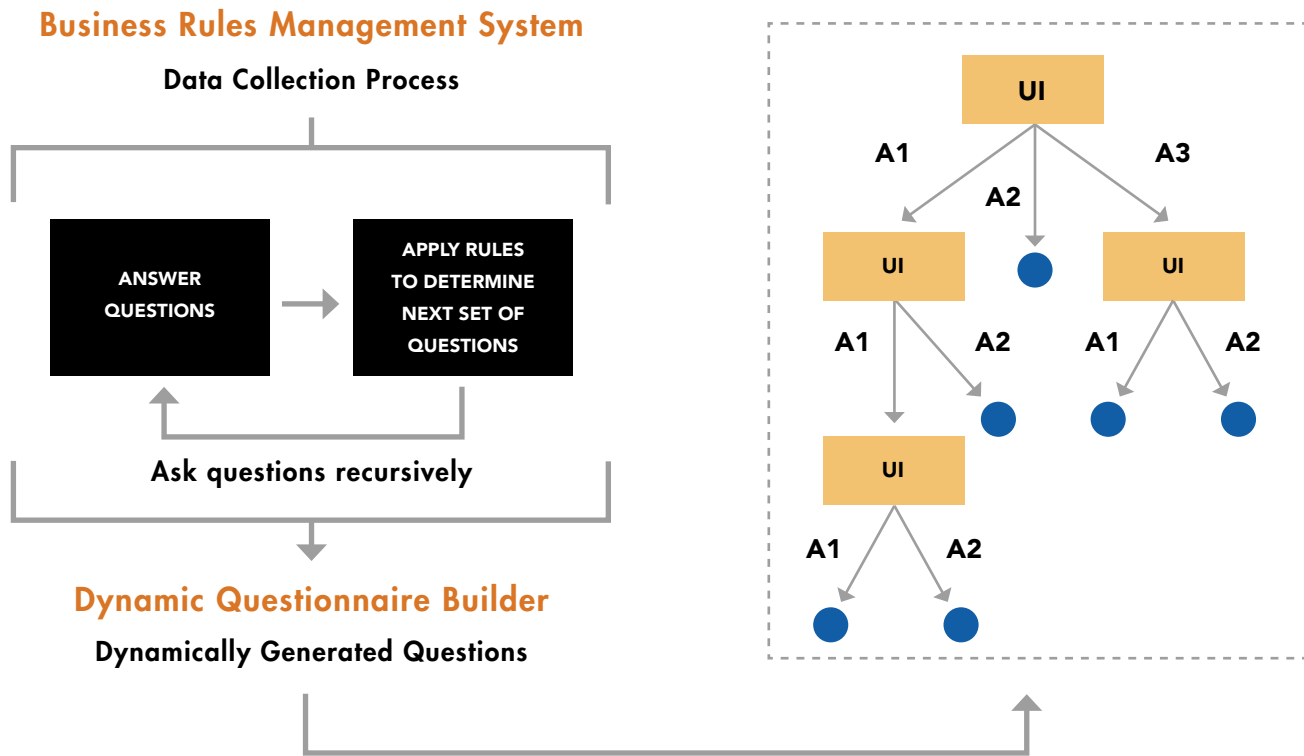 Business Rules Management System
Data Collection Process
ANSWER
QUESTIONS
APPLY RULES
TO DETERMINE
NEXT SET OF
QUESTIONS
Ask questions recursively
Dynamic Questionnaire Builder
Dynamically Generated Questions
UI
A1
A2
A3
UI
UI
A1
A2
A1
A2
UI
A1
A2